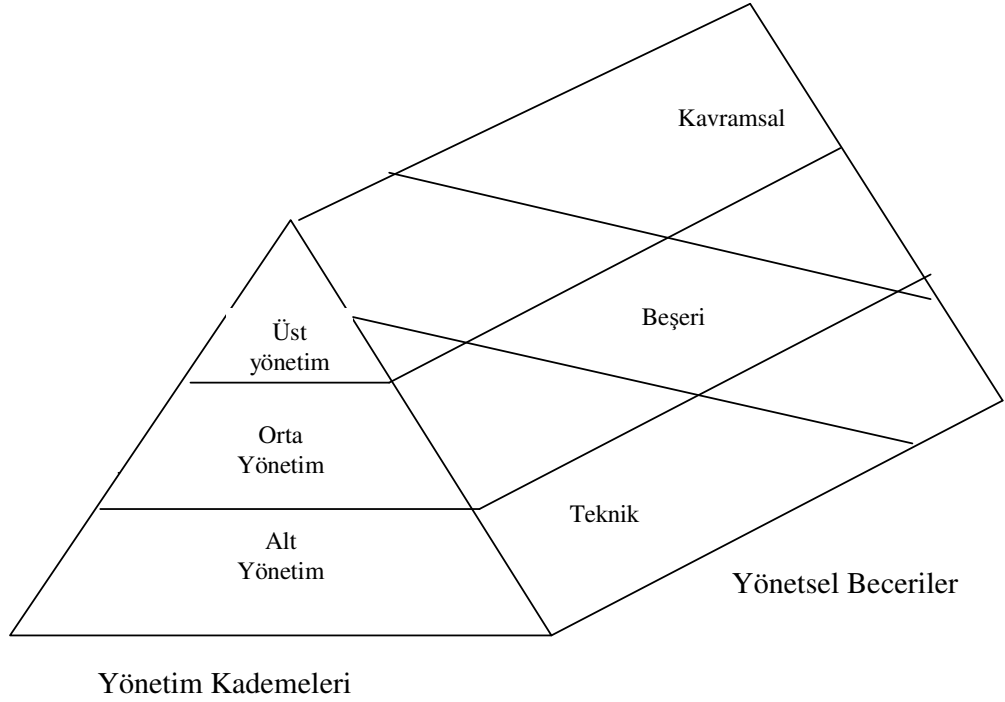 Kavramsal
Beşeri
Üst
yönetim
Orta
Yönetim
Teknik
Alt
Yönetim
Yönetsel Beceriler
Yönetim Kademeleri